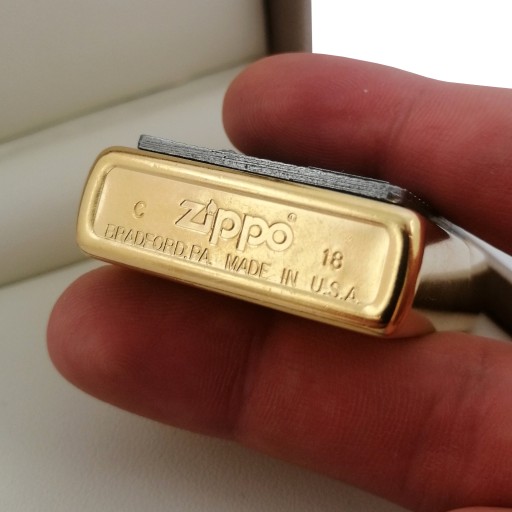 C Zippo® 18
BRADFORD, PA. MADE IN U.S.A.